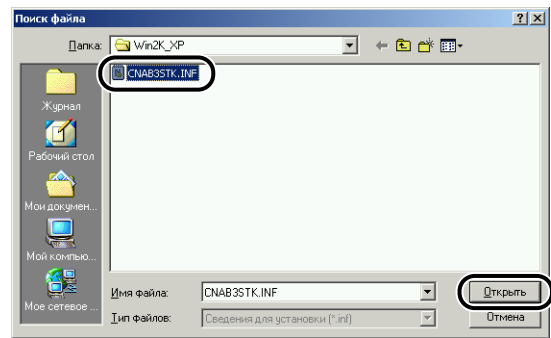 Поиск файла
Папка: Win2K_XP
CNAB3STK.INF
Журнал
Рабочий стол
Мои докумен...
Мой компью...
Мое сетевое ...
Имя файла: CNAB3STK.INF Открыть
Тип файлов: Сведения для установки (*.inf) Отмена